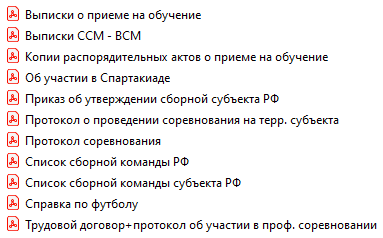 Выписки о приеме на обучение
Выписки ССМ - ВСМ
Копии распорядительных актов о приеме на обучение
Об участии в Спартакиаде
Приказ об утверждении сборной субъекта РФ
Протокол о проведении соревнования на терр. субъекта
Протокол соревнования
Список сборной команды РФ
Список сборной команды субъекта РФ
Справка по футболу
Трудовой договор+протокол об участии в проф. соревновании